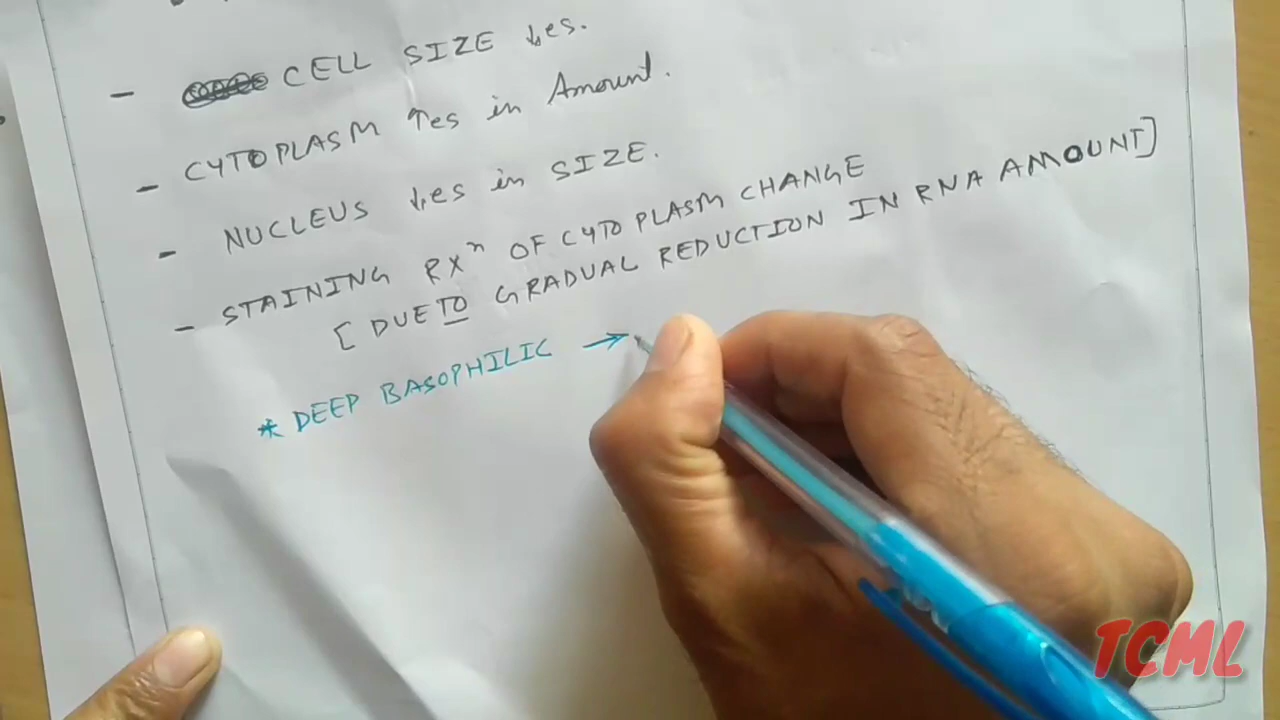 - CELL SIZE ↓es.
- CYTOPLASM ↑es in Amount.
- NUCLEUS ↓es in SIZE.
- STAINING RXⁿ OF CYTOPLASM CHANGE
[ DUE TO GRADUAL REDUCTION IN RNA AMOUNT]
* DEEP BASOPHILIC →
TCML